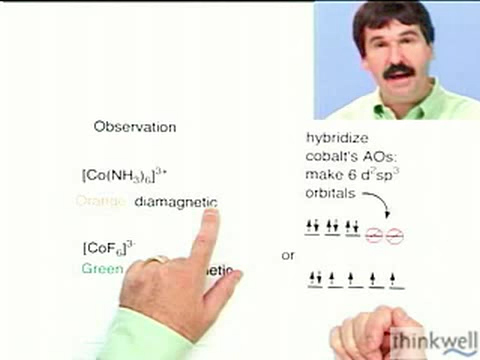 Observation
[Co(NH3)6]3+
Orange diamagnetic
[CoF6]3-
Green
hybridize
cobalt's AOs:
make 6 d2sp3
orbitals
or
thinkwell